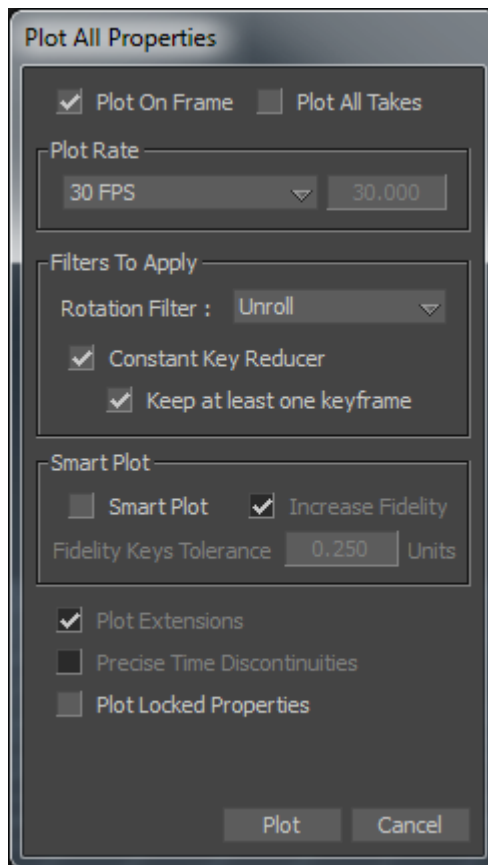 Plot All Properties
Plot On Frame Plot All Takes
Plot Rate
30 FPS 30.000
Filters To Apply
Rotation Filter : Unroll
Constant Key Reducer
Keep at least one keyframe
Smart Plot
Smart Plot Increase Fidelity
Fidelity Keys Tolerance 0.250 Units
Plot Extensions
Precise Time Discontinuities
Plot Locked Properties
Plot Cancel